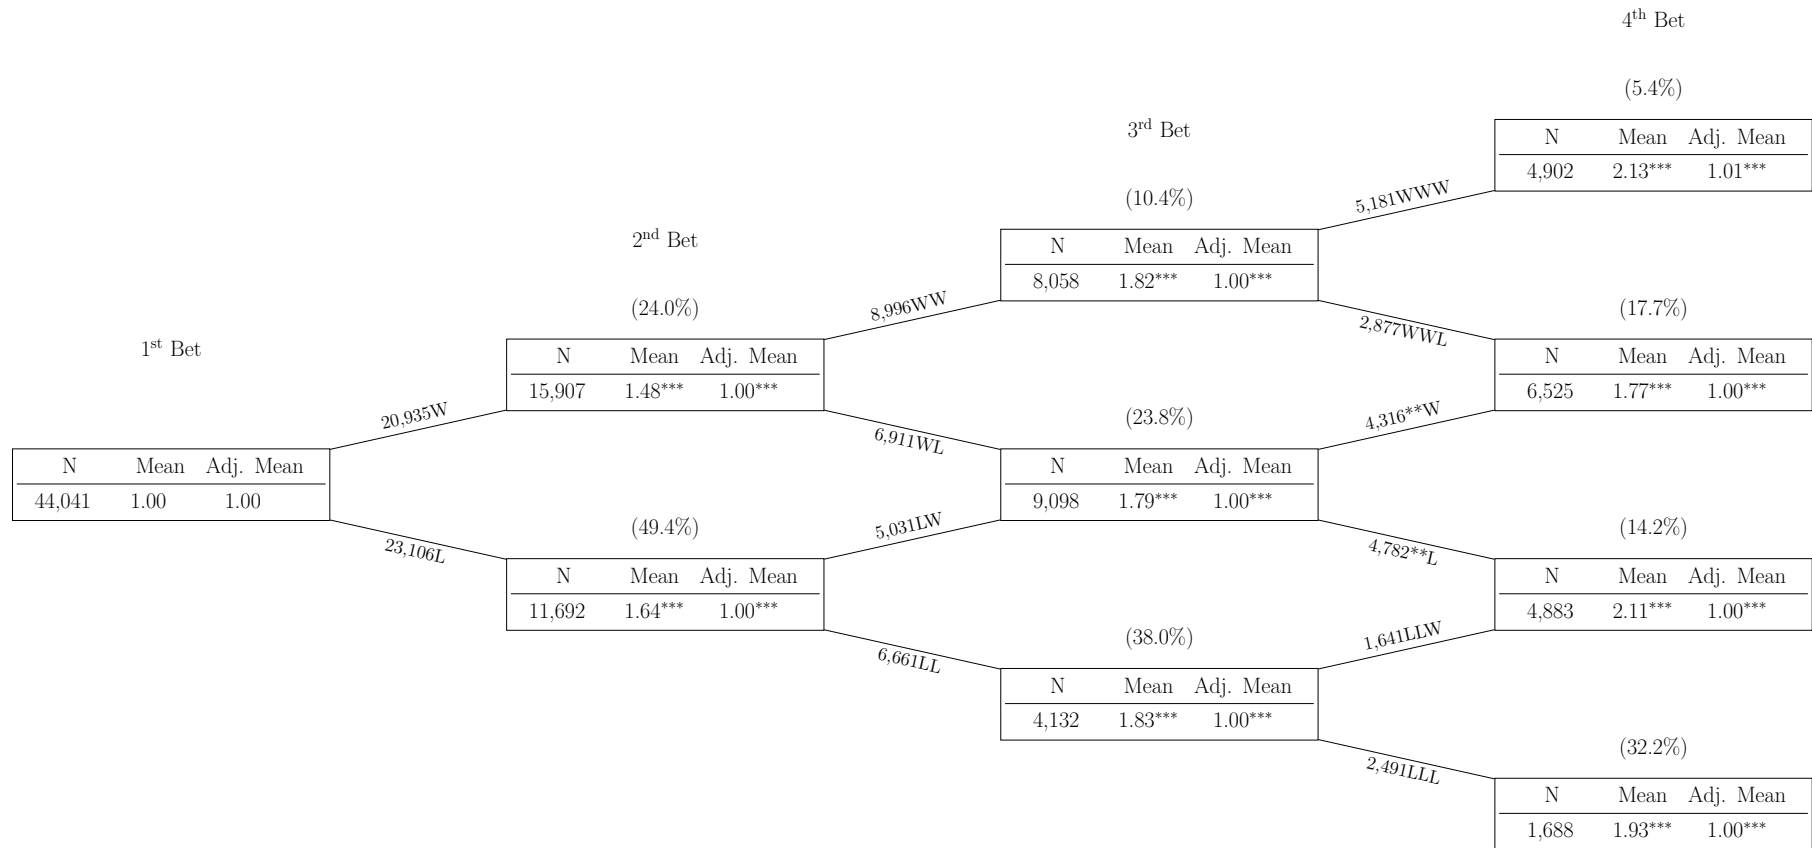 1st Bet
N Mean Adj. Mean
44,041 1.00 1.00
20,935W
23,106L
2nd Bet
(24.0%)
N Mean Adj. Mean
15,907 1.48*** 1.00***
(49.4%)
N Mean Adj. Mean
11,692 1.64*** 1.00***
8,996WW
6,911WL
5,031LW
6,661LL
3rd Bet
(10.4%)
N Mean Adj. Mean
8,058 1.82*** 1.00***
(23.8%)
N Mean Adj. Mean
9,098 1.79*** 1.00***
(38.0%)
N Mean Adj. Mean
4,132 1.83*** 1.00***
5,181WWW
2,877WWL
4,316**W
4,782**L
1,641LLW
2,491LLL
4th Bet
(5.4%)
N Mean Adj. Mean
4,902 2.13*** 1.01***
(17.7%)
N Mean Adj. Mean
6,525 1.77*** 1.00***
(14.2%)
N Mean Adj. Mean
4,883 2.11*** 1.00***
(32.2%)
N Mean Adj. Mean
1,688 1.93*** 1.00***